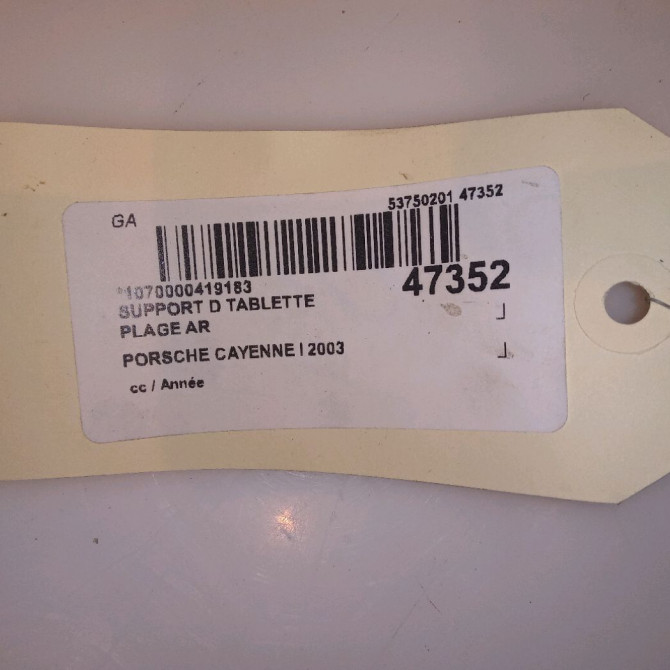 GA
53750201 47352
*1070000419183
47352
SUPPORT D TABLETTE
PLAGE AR
PORSCHE CAYENNE I 2003
cc / Année